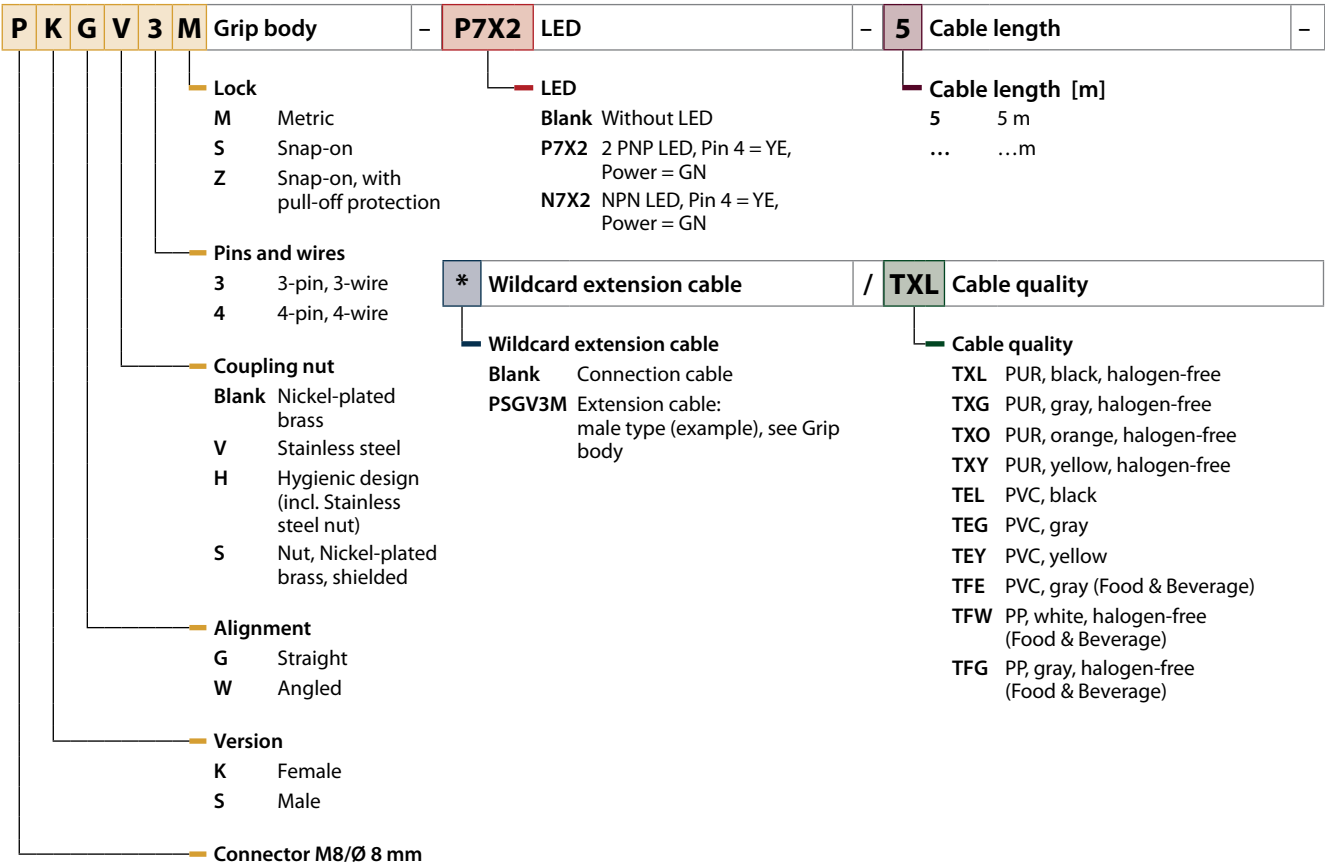 P K G V 3 M Grip body – P7X2 LED – 5 Cable length –
Lock
M Metric
S Snap-on
Z Snap-on, with
pull-off protection
Pins and wires
3 3-pin, 3-wire
4 4-pin, 4-wire
Coupling nut
Blank Nickel-plated
brass
V Stainless steel
H Hygienic design
(incl. Stainless
steel nut)
S Nut, Nickel-plated
brass, shielded
Alignment
G Straight
W Angled
Version
K Female
S Male
Connector M8/Ø 8 mm
LED
Blank Without LED
P7X2 2 PNP LED, Pin 4 = YE,
Power = GN
N7X2 NPN LED, Pin 4 = YE,
Power = GN
Cable length [m]
5 5 m
… …m
* Wildcard extension cable / TXL Cable quality
Wildcard extension cable
Blank Connection cable
PSGV3M Extension cable:
male type (example), see Grip
body
Cable quality
TXL PUR, black, halogen-free
TXG PUR, gray, halogen-free
TXO PUR, orange, halogen-free
TXY PUR, yellow, halogen-free
TEL PVC, black
TEG PVC, gray
TEY PVC, yellow
TFE PVC, gray (Food & Beverage)
TFW PP, white, halogen-free
(Food & Beverage)
TFG PP, gray, halogen-free
(Food & Beverage)